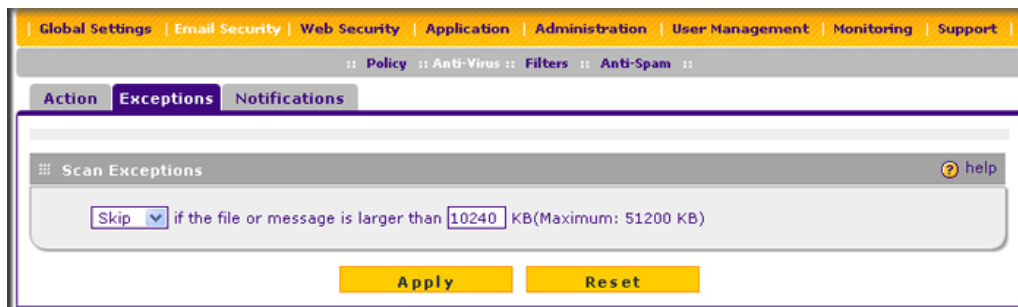 | Global Settings | Email Security | Web Security | Application | Administration | User Management | Monitoring | Support |
:: Policy :: Anti-Virus :: Filters :: Anti-Spam ::
Action Exceptions Notifications
Scan Exceptions ? help
Skip if the file or message is larger than 10240 KB(Maximum: 51200 KB)
Apply Reset